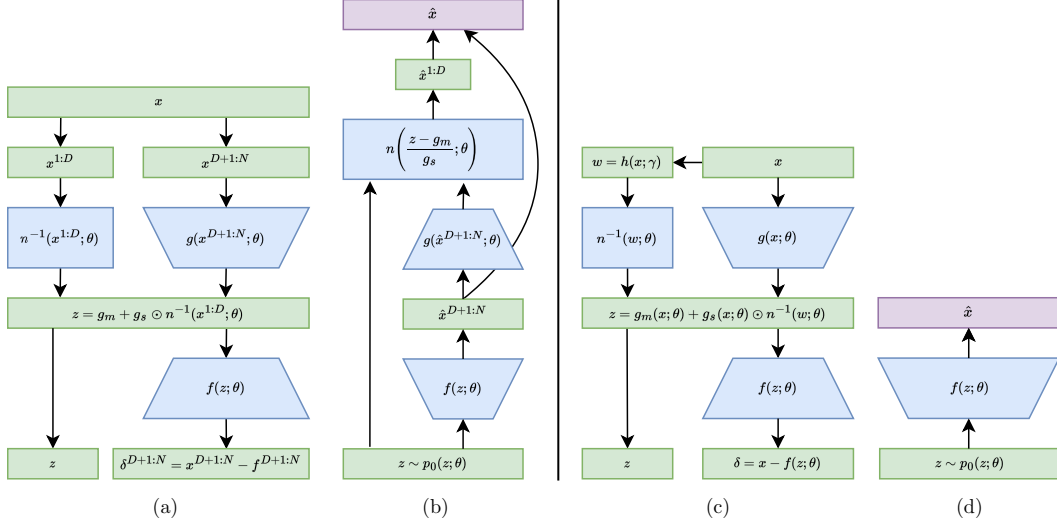 x
x^{1:D}
x^{D+1:N}
n^{-1}(x^{1:D}; θ)
g(x^{D+1:N}; θ)
z = g_m + g_s ⊙ n^{-1}(x^{1:D}; θ)
f(z; θ)
z
δ^{D+1:N} = x^{D+1:N} − f^{D+1:N}
(a)
x̂
x̂^{1:D}
n((z − g_m)/g_s; θ)
g(x̂^{D+1:N}; θ)
x̂^{D+1:N}
f(z; θ)
z ∼ p_0(z; θ)
(b)
w = h(x; γ)
x
n^{-1}(w; θ)
g(x; θ)
z = g_m(x; θ) + g_s(x; θ) ⊙ n^{-1}(w; θ)
f(z; θ)
z
δ = x − f(z; θ)
(c)
x̂
f(z; θ)
z ∼ p_0(z; θ)
(d)